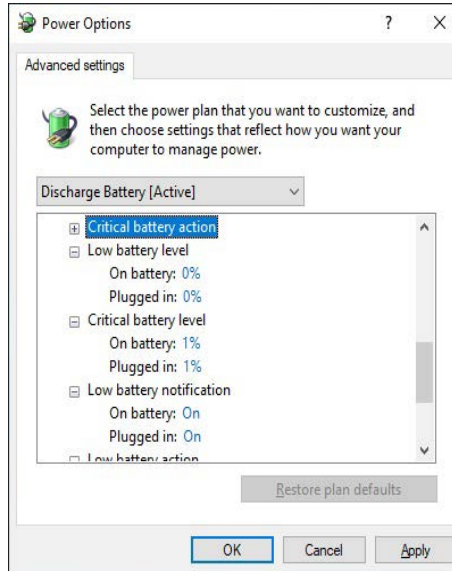 Power Options
Advanced settings
Select the power plan that you want to customize, and
then choose settings that reflect how you want your
computer to manage power.
Discharge Battery [Active]
Critical battery action
Low battery level
On battery: 0%
Plugged in: 0%
Critical battery level
On battery: 1%
Plugged in: 1%
Low battery notification
On battery: On
Plugged in: On
Low battery action
Restore plan defaults
OK Cancel Apply